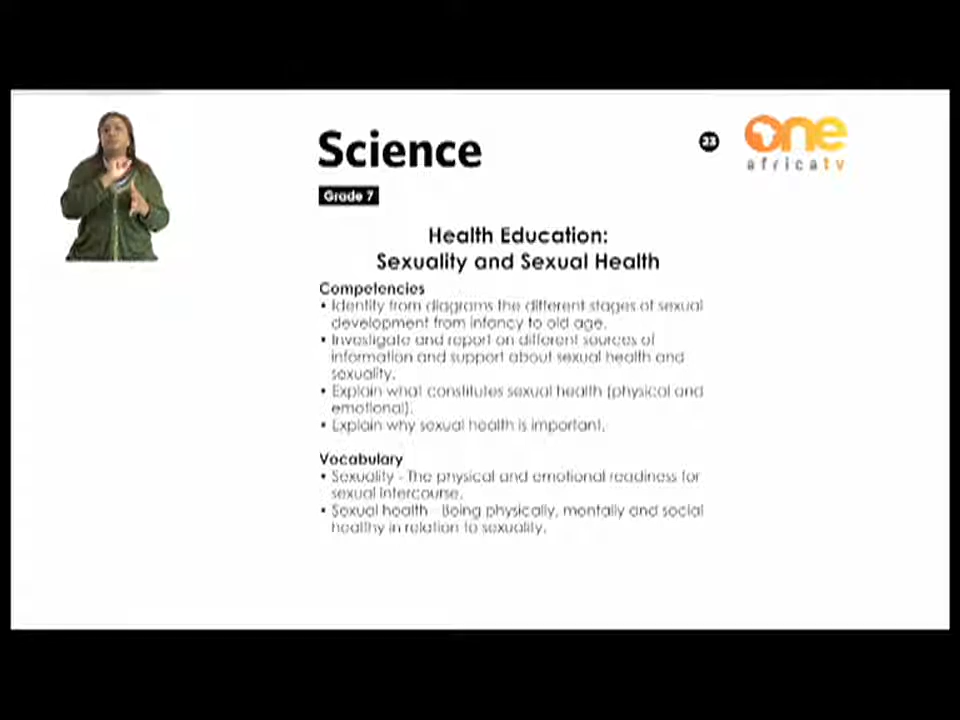 Science
23
one
africa tv
Grade 7
Health Education:
Sexuality and Sexual Health
Competencies
• Identify from diagrams the different stages of sexual
development from infancy to old age.
• Investigate and report on different sources of
information and support about sexual health and
sexuality.
• Explain what constitutes sexual health (physical and
emotional).
• Explain why sexual health is important.
Vocabulary
• Sexuality - The physical and emotional readiness for
sexual intercourse.
• Sexual health - Being physically, mentally and social
healthy in relation to sexuality.